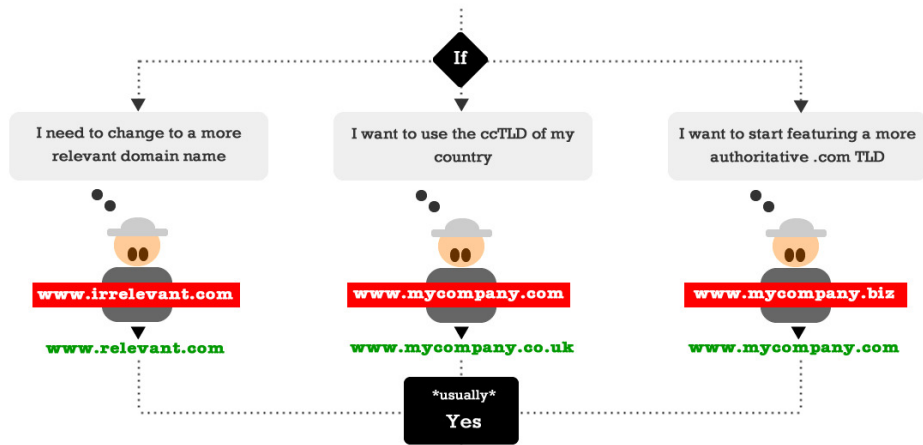 If
I need to change to a more
relevant domain name
I want to use the ccTLD of my
country
I want to start featuring a more
authoritative .com TLD
www.irrelevant.com
www.mycompany.com
www.mycompany.biz
www.relevant.com
www.mycompany.co.uk
www.mycompany.com
*usually*
Yes